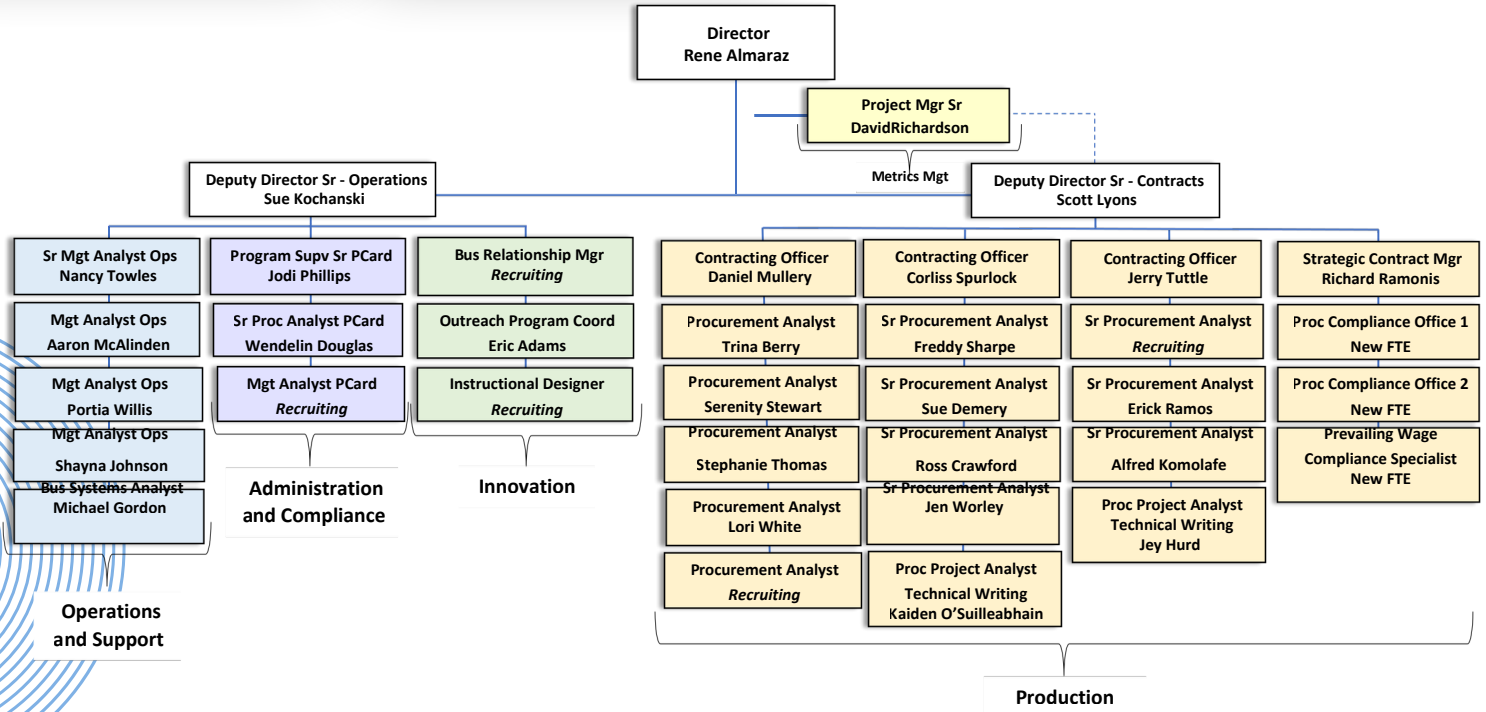 Director
Rene Almaraz
Project Mgr Sr
DavidRichardson
Metrics Mgt
Deputy Director Sr - Operations
Sue Kochanski
Deputy Director Sr - Contracts
Scott Lyons
Sr Mgt Analyst Ops
Nancy Towles
Mgt Analyst Ops
Aaron McAlinden
Mgt Analyst Ops
Portia Willis
Mgt Analyst Ops
Shayna Johnson
Bus Systems Analyst
Michael Gordon
Operations
and Support
Program Supv Sr PCard
Jodi Phillips
Sr Proc Analyst PCard
Wendelin Douglas
Mgt Analyst PCard
Recruiting
Administration
and Compliance
Bus Relationship Mgr
Recruiting
Outreach Program Coord
Eric Adams
Instructional Designer
Recruiting
Innovation
Contracting Officer
Daniel Mullery
Procurement Analyst
Trina Berry
Procurement Analyst
Serenity Stewart
Procurement Analyst
Stephanie Thomas
Procurement Analyst
Lori White
Procurement Analyst
Recruiting
Contracting Officer
Corliss Spurlock
Sr Procurement Analyst
Freddy Sharpe
Sr Procurement Analyst
Sue Demery
Sr Procurement Analyst
Ross Crawford
Sr Procurement Analyst
Jen Worley
Proc Project Analyst
Technical Writing
Kaiden O’Suilleabhain
Contracting Officer
Jerry Tuttle
Sr Procurement Analyst
Recruiting
Sr Procurement Analyst
Erick Ramos
Sr Procurement Analyst
Alfred Komolafe
Proc Project Analyst
Technical Writing
Jey Hurd
Strategic Contract Mgr
Richard Ramonis
Proc Compliance Office 1
New FTE
Proc Compliance Office 2
New FTE
Prevailing Wage
Compliance Specialist
New FTE
Production